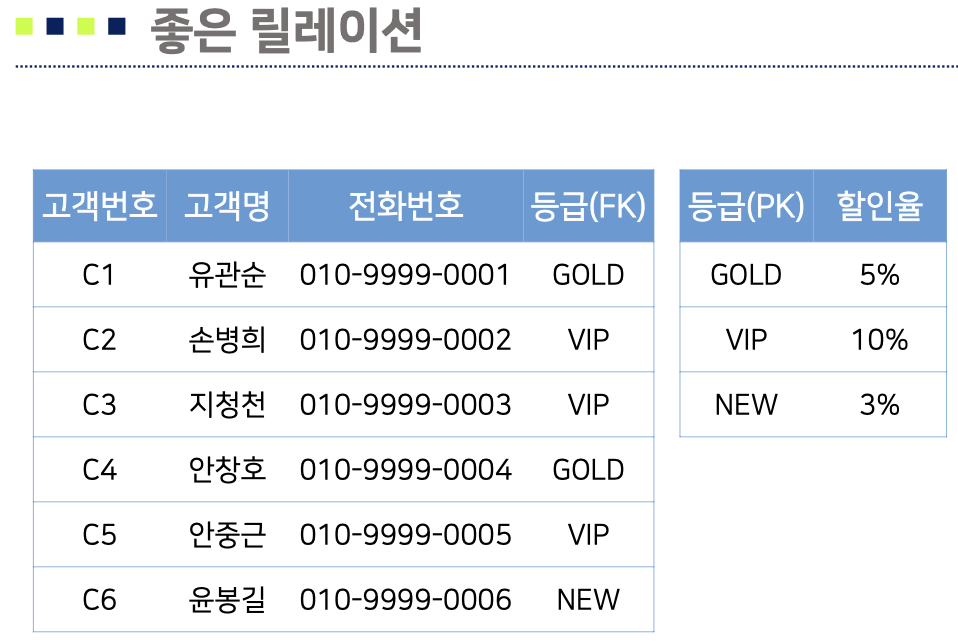 좋은 릴레이션
고객번호 고객명 전화번호 등급(FK)
C1 유관순 010-9999-0001 GOLD
C2 손병희 010-9999-0002 VIP
C3 지청천 010-9999-0003 VIP
C4 안창호 010-9999-0004 GOLD
C5 안중근 010-9999-0005 VIP
C6 윤봉길 010-9999-0006 NEW
등급(PK) 할인율
GOLD 5%
VIP 10%
NEW 3%